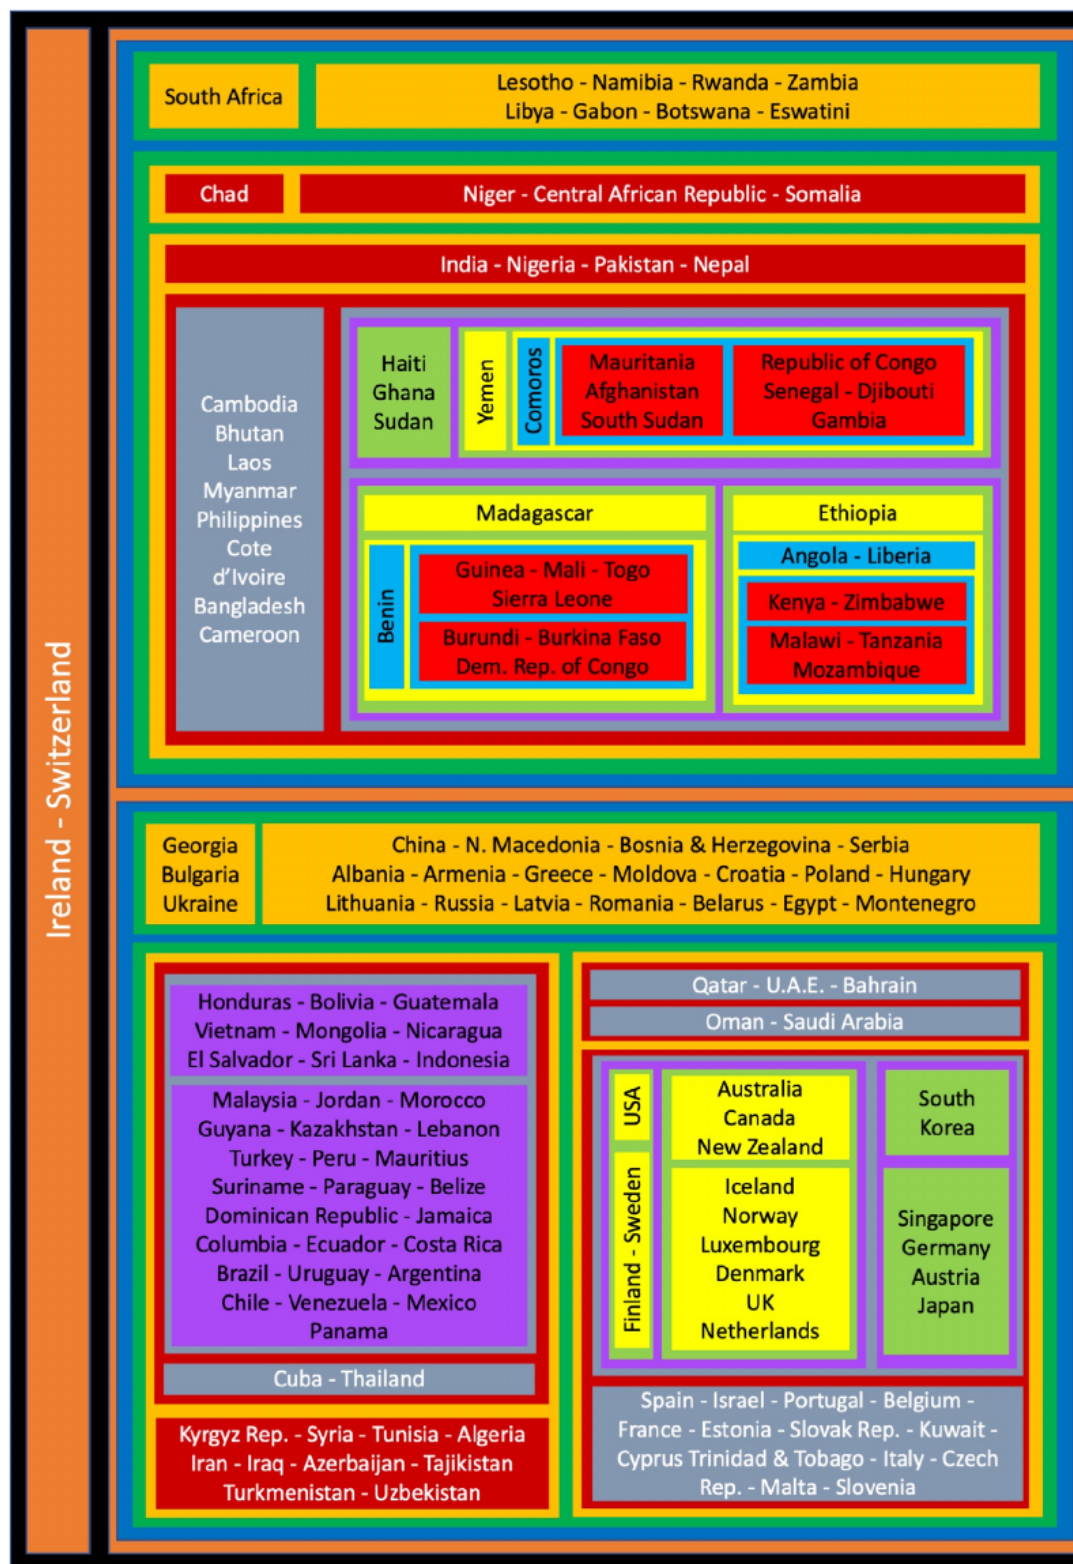 Ireland - Switzerland
South Africa
Lesotho - Namibia - Rwanda - Zambia
Libya - Gabon - Botswana - Eswatini
Chad
Niger - Central African Republic - Somalia
India - Nigeria - Pakistan - Nepal
Cambodia
Bhutan
Laos
Myanmar
Philippines
Cote
d'Ivoire
Bangladesh
Cameroon
Haiti
Ghana
Sudan
Yemen
Comoros
Mauritania
Afghanistan
South Sudan
Republic of Congo
Senegal - Djibouti
Gambia
Madagascar
Benin
Guinea - Mali - Togo
Sierra Leone
Burundi - Burkina Faso
Dem. Rep. of Congo
Ethiopia
Angola - Liberia
Kenya - Zimbabwe
Malawi - Tanzania
Mozambique
Georgia
Bulgaria
Ukraine
China - N. Macedonia - Bosnia & Herzegovina - Serbia
Albania - Armenia - Greece - Moldova - Croatia - Poland - Hungary
Lithuania - Russia - Latvia - Romania - Belarus - Egypt - Montenegro
Honduras - Bolivia - Guatemala
Vietnam - Mongolia - Nicaragua
El Salvador - Sri Lanka - Indonesia
Malaysia - Jordan - Morocco
Guyana - Kazakhstan - Lebanon
Turkey - Peru - Mauritius
Suriname - Paraguay - Belize
Dominican Republic - Jamaica
Columbia - Ecuador - Costa Rica
Brazil - Uruguay - Argentina
Chile - Venezuela - Mexico
Panama
Cuba - Thailand
Kyrgyz Rep. - Syria - Tunisia - Algeria
Iran - Iraq - Azerbaijan - Tajikistan
Turkmenistan - Uzbekistan
Qatar - U.A.E. - Bahrain
Oman - Saudi Arabia
USA
Finland - Sweden
Australia
Canada
New Zealand
Iceland
Norway
Luxembourg
Denmark
UK
Netherlands
South
Korea
Singapore
Germany
Austria
Japan
Spain - Israel - Portugal - Belgium -
France - Estonia - Slovak Rep. - Kuwait -
Cyprus Trinidad & Tobago - Italy - Czech
Rep. - Malta - Slovenia